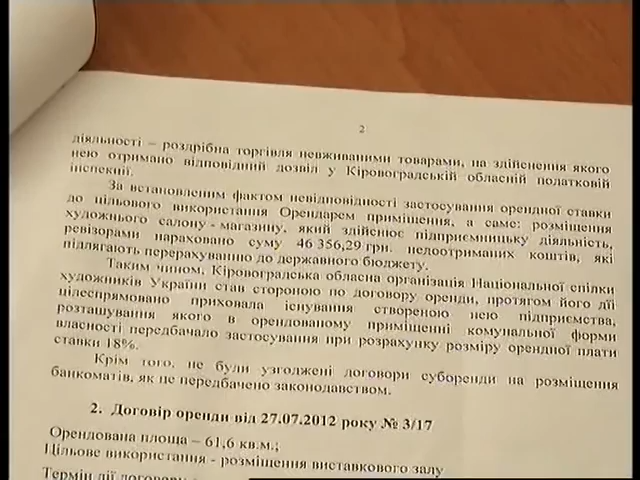 2
діяльності – роздрібна торгівля невживаними товарами, на здійснення якого
нею отримано відповідний дозвіл у Кіровоградській обласній податковій
інспекції.
За встановленим фактом невідповідності застосування орендної ставки
до цільового використання Орендарем приміщення, а саме: розміщення
художнього салону - магазину, який здійснює підприємницьку діяльність,
ревізорами нараховано суму 46 356,29 грн. недоотриманих коштів, які
підлягають перерахуванню до державного бюджету.
Таким чином, Кіровоградська обласна організація Національної спілки
художників України став стороною по договору оренди, протягом його дії
цілеспрямовано приховала існування створеною нею підприємства,
розташування якого в орендованому приміщенні комунальної форми
власності передбачало застосування при розрахунку розміру орендної плати
ставки 18%.
Крім того, не були узгоджені договори суборенди на розміщення
банкоматів, як не передбачено законодавством.
2. Договір оренди від 27.07.2012 року № 3/17
Орендована площа – 61,6 кв.м.;
Цільове використання - розміщення виставкового залу
Термін дії договору